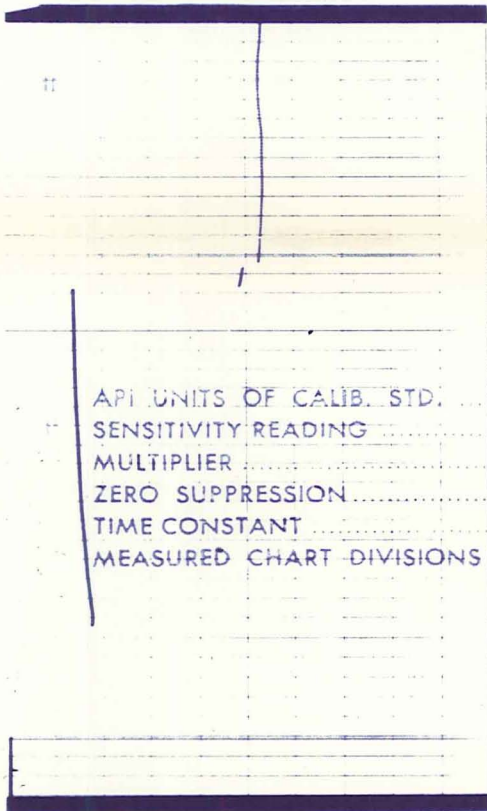 API UNITS OF CALIB. STD. ....
SENSITIVITY READING ..............
MULTIPLIER ................................
ZERO SUPPRESSION ................
TIME CONSTANT ......................
MEASURED CHART DIVISIONS